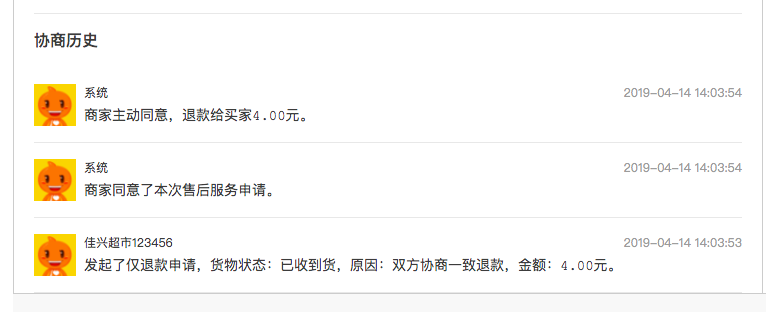 协商历史
系统 2019-04-14 14:03:54
商家主动同意，退款给买家4.00元。
系统 2019-04-14 14:03:54
商家同意了本次售后服务申请。
佳兴超市123456 2019-04-14 14:03:53
发起了仅退款申请，货物状态：已收到货，原因：双方协商一致退款，金额：4.00元。